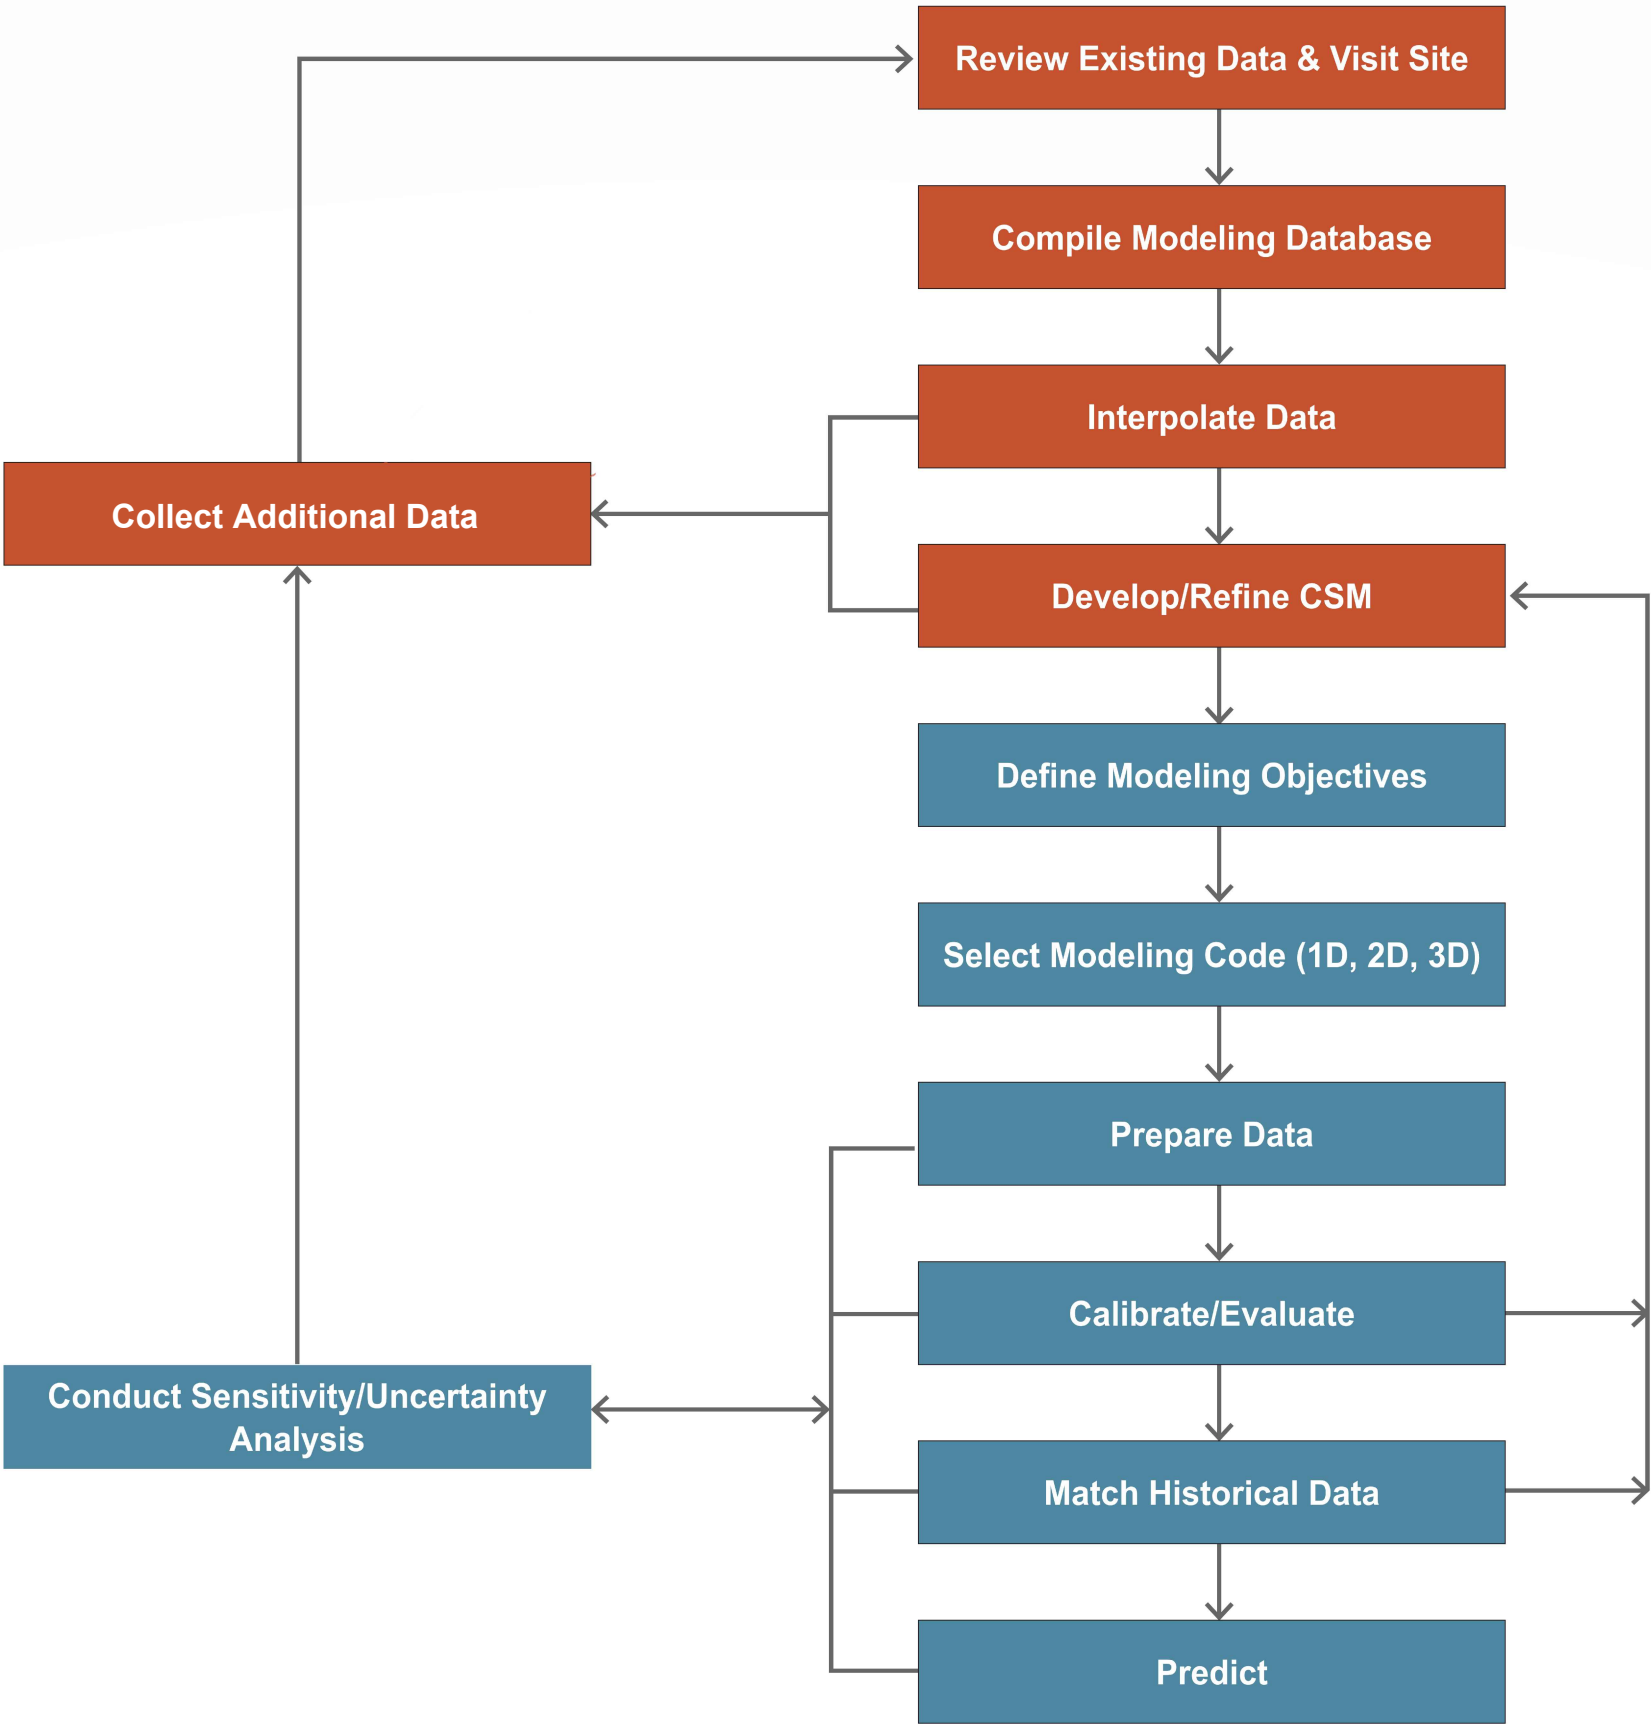 Review Existing Data & Visit Site
Compile Modeling Database
Interpolate Data
Collect Additional Data
Develop/Refine CSM
Define Modeling Objectives
Select Modeling Code (1D, 2D, 3D)
Prepare Data
Calibrate/Evaluate
Conduct Sensitivity/Uncertainty
Analysis
Match Historical Data
Predict